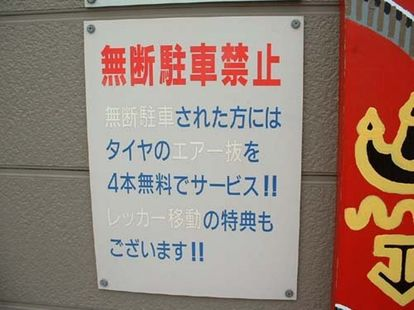 無断駐車禁止
無断駐車された方には
タイヤのエアー抜を
4本無料でサービス!!
レッカー移動の特典も
ございます!!